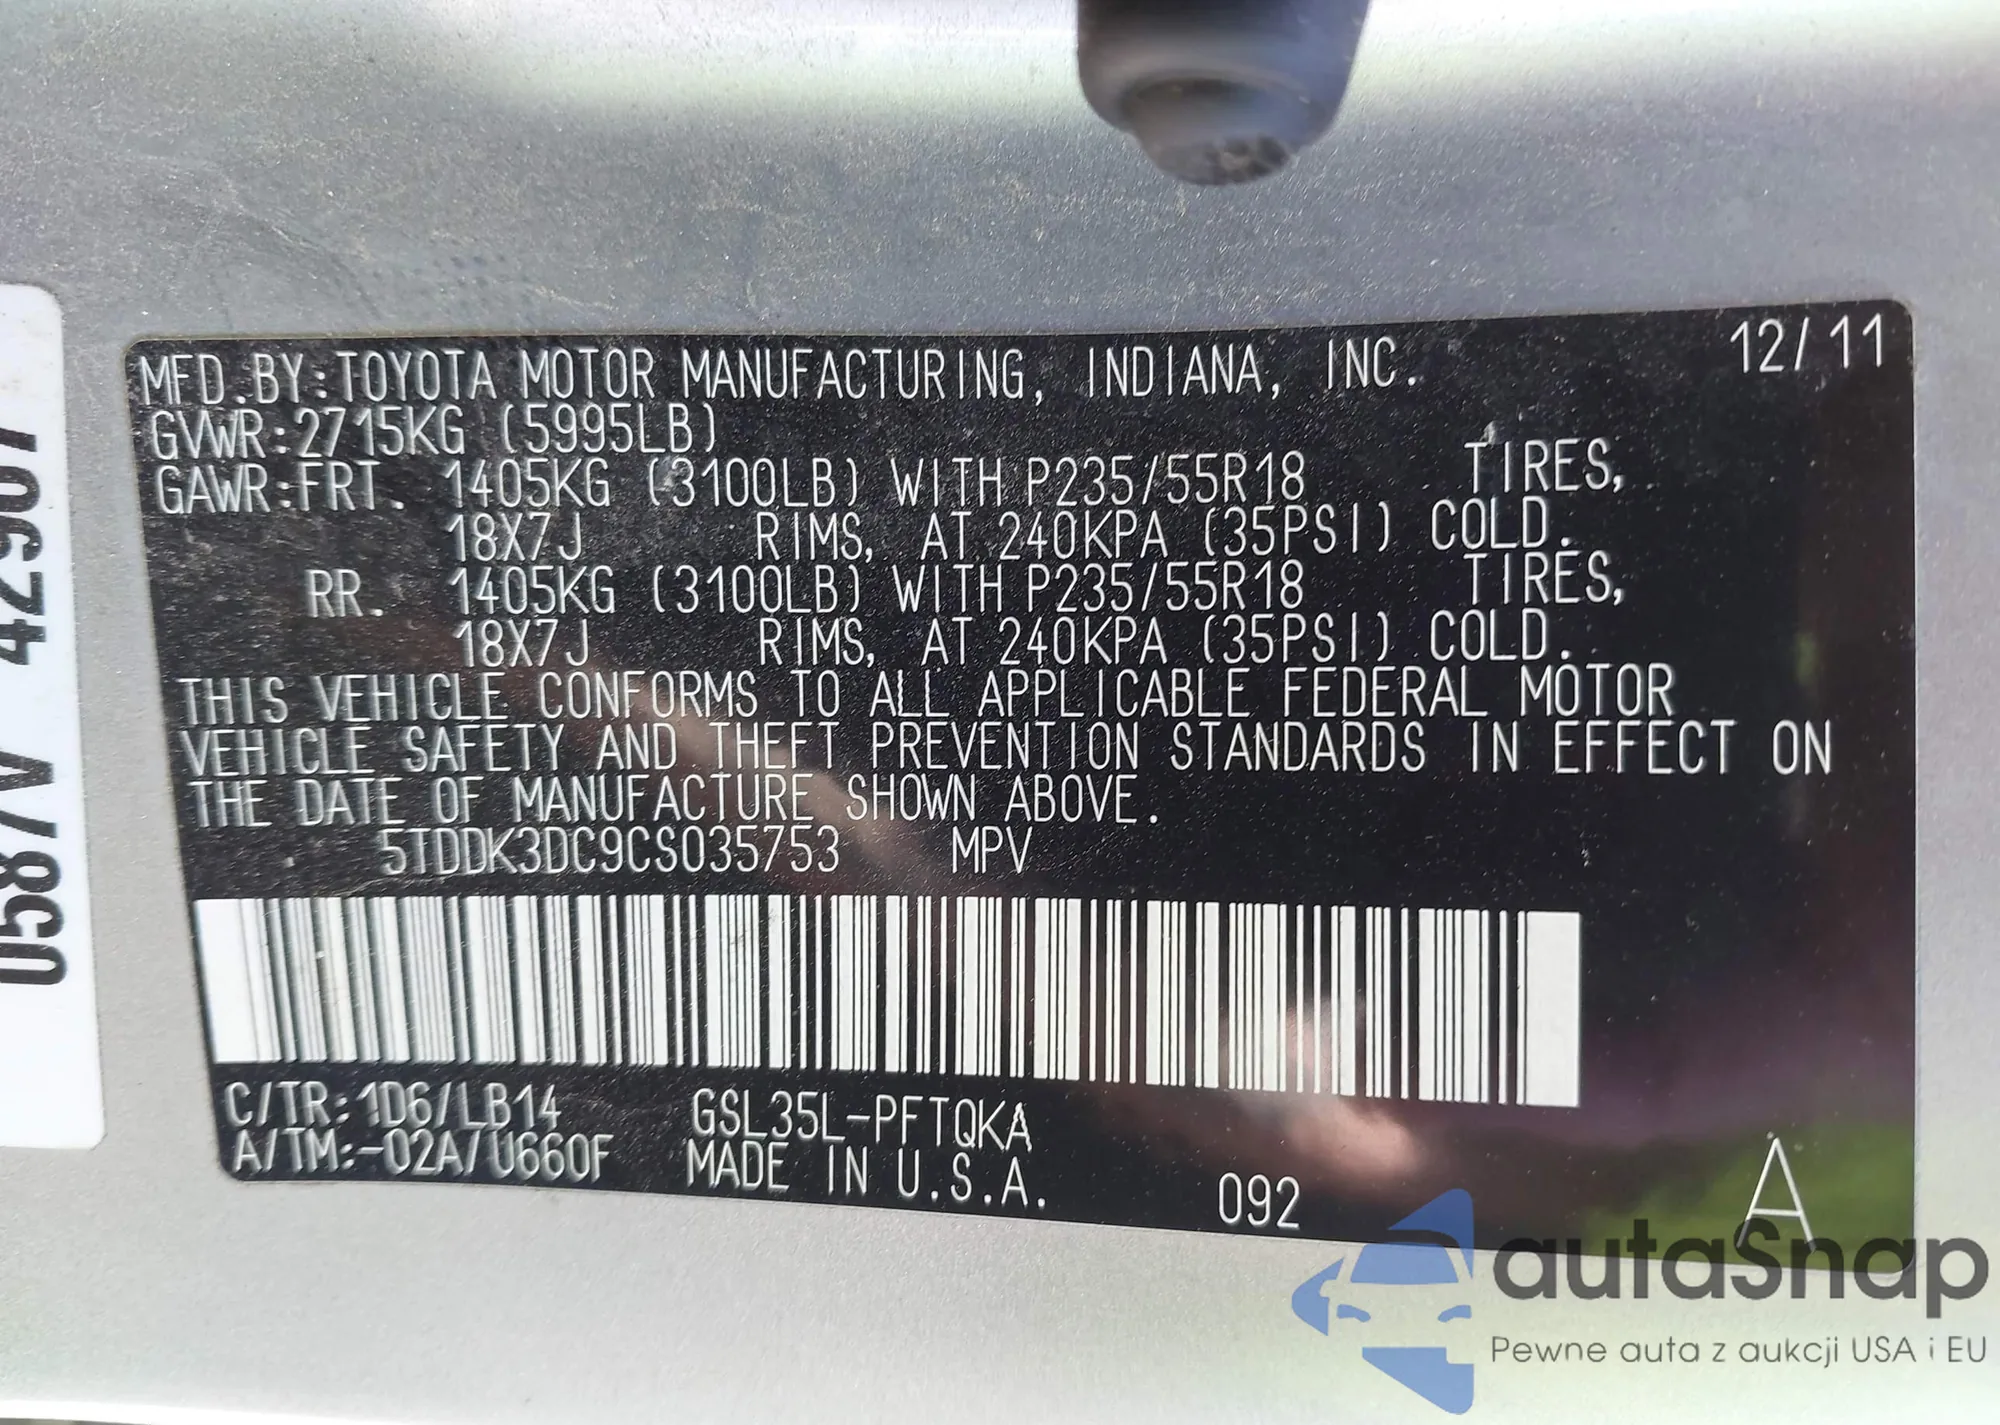 12/11
MFD.BY:TOYOTA MOTOR MANUFACTURING, INDIANA, INC.
GVWR:2715KG (5995LB)
GAWR:FRT. 1405KG (3100LB) WITH P235/55R18 TIRES,
18X7J RIMS, AT 240KPA (35PSI) COLD.
RR. 1405KG (3100LB) WITH P235/55R18 TIRES,
18X7J RIMS, AT 240KPA (35PSI) COLD.
THIS VEHICLE CONFORMS TO ALL APPLICABLE FEDERAL MOTOR
VEHICLE SAFETY AND THEFT PREVENTION STANDARDS IN EFFECT ON
THE DATE OF MANUFACTURE SHOWN ABOVE.
5TDDK3DC9CS035753 MPV
C/TR:1D6/LB14 GSL35L-PFTQKA
A/TM:-02A/U660F MADE IN U.S.A.
092 A
autaSnap
Pewne auta z aukcji USA i EU